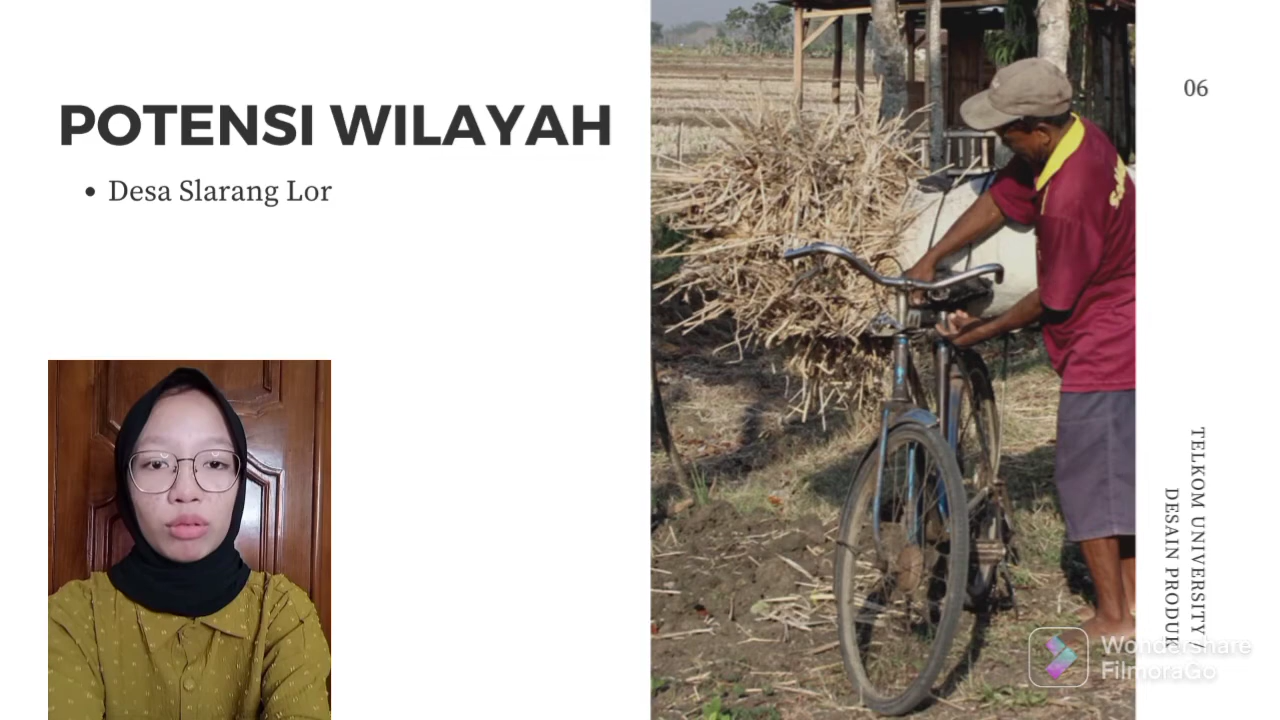 POTENSI WILAYAH
• Desa Slarang Lor
06
TELKOM UNIVERSITY /
DESAIN PRODUK
Wondershare
FilmoraGo